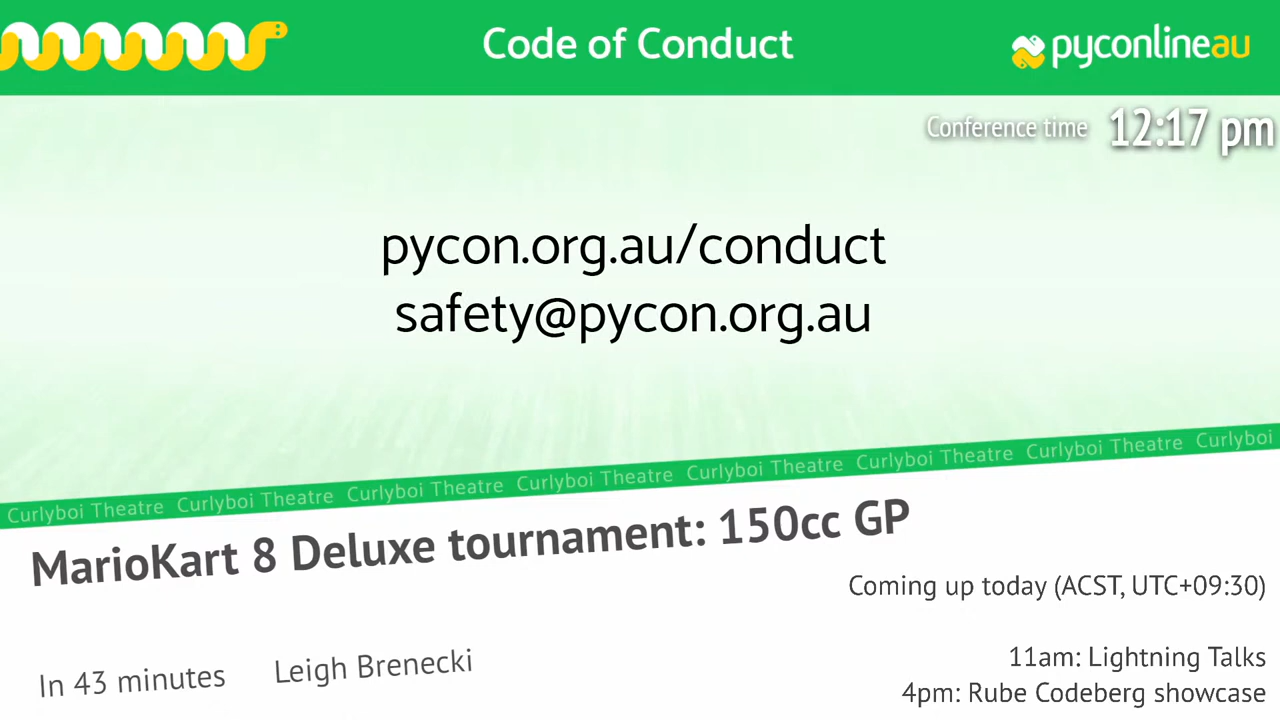 Code of Conduct
pyconlineau
Conference time 12:17 pm
pycon.org.au/conduct
safety@pycon.org.au
Curlyboi Theatre Curlyboi Theatre Curlyboi Theatre Curlyboi Theatre Curlyboi Theatre Curlyboi Theatre Curlyboi Theatre Curlyboi
MarioKart 8 Deluxe tournament: 150cc GP
Coming up today (ACST, UTC+09:30)
In 43 minutes Leigh Brenecki
11am: Lightning Talks
4pm: Rube Codeberg showcase